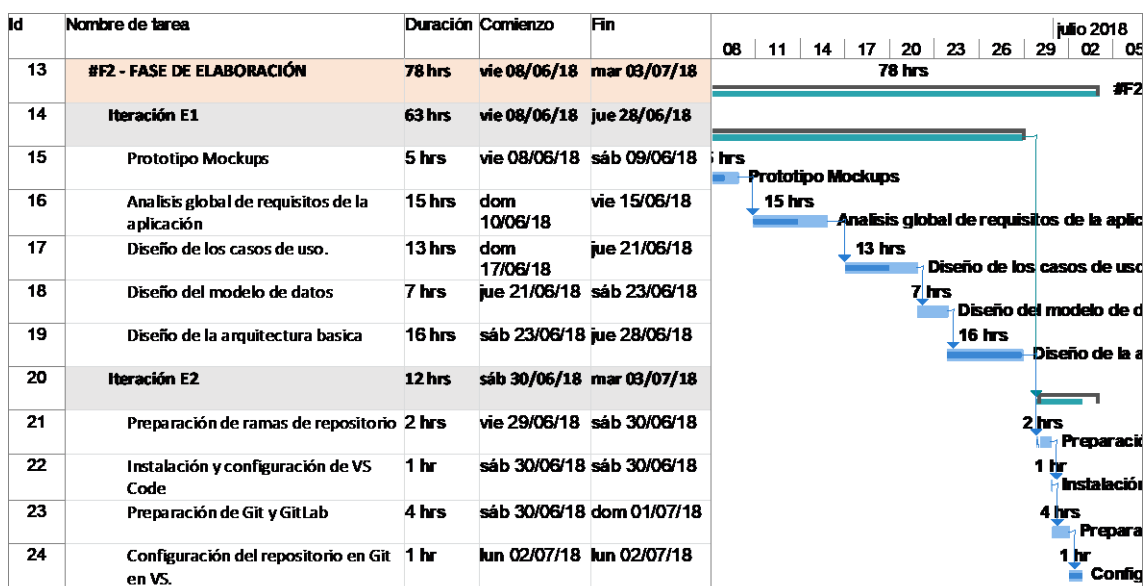 Id Nombre de tarea Duración Comienzo Fin
julio 2018
08 11 14 17 20 23 26 29 02 05
13 #F2 - FASE DE ELABORACIÓN 78 hrs vie 08/06/18 mar 03/07/18 78 hrs
#F2
14 Iteración E1 63 hrs vie 08/06/18 jue 28/06/18
15 Prototipo Mockups 5 hrs vie 08/06/18 sáb 09/06/18 hrs
Prototipo Mockups
16 Analisis global de requisitos de la 15 hrs dom vie 15/06/18 15 hrs
aplicación 10/06/18 Analisis global de requisitos de la aplic
17 Diseño de los casos de uso. 13 hrs dom jue 21/06/18 13 hrs
17/06/18 Diseño de los casos de uso
18 Diseño del modelo de datos 7 hrs jue 21/06/18 sáb 23/06/18 7 hrs
Diseño del modelo de d
19 Diseño de la arquitectura basica 16 hrs sáb 23/06/18 jue 28/06/18 16 hrs
Diseño de la a
20 Iteración E2 12 hrs sáb 30/06/18 mar 03/07/18
21 Preparación de ramas de repositorio 2 hrs vie 29/06/18 sáb 30/06/18 2 hrs
Preparació
22 Instalación y configuración de VS 1 hr sáb 30/06/18 sáb 30/06/18 1 hr
Code Instalación
23 Preparación de Git y GitLab 4 hrs sáb 30/06/18 dom 01/07/18 4 hrs
Prepara
24 Configuración del repositorio en Git 1 hr lun 02/07/18 lun 02/07/18 1 hr
en VS. Config